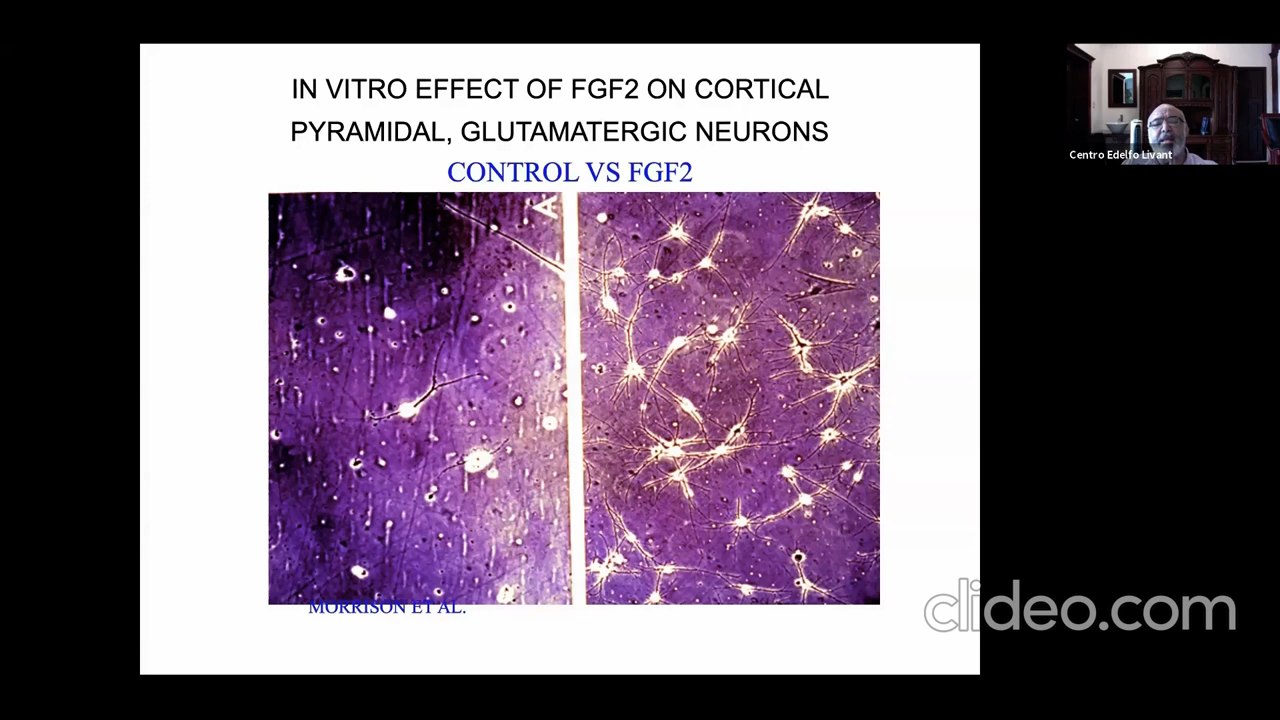 IN VITRO EFFECT OF FGF2 ON CORTICAL
PYRAMIDAL, GLUTAMATERGIC NEURONS
CONTROL VS FGF2
A
MORRISON ET AL.
Centro Edelfo Livant
clideo.com